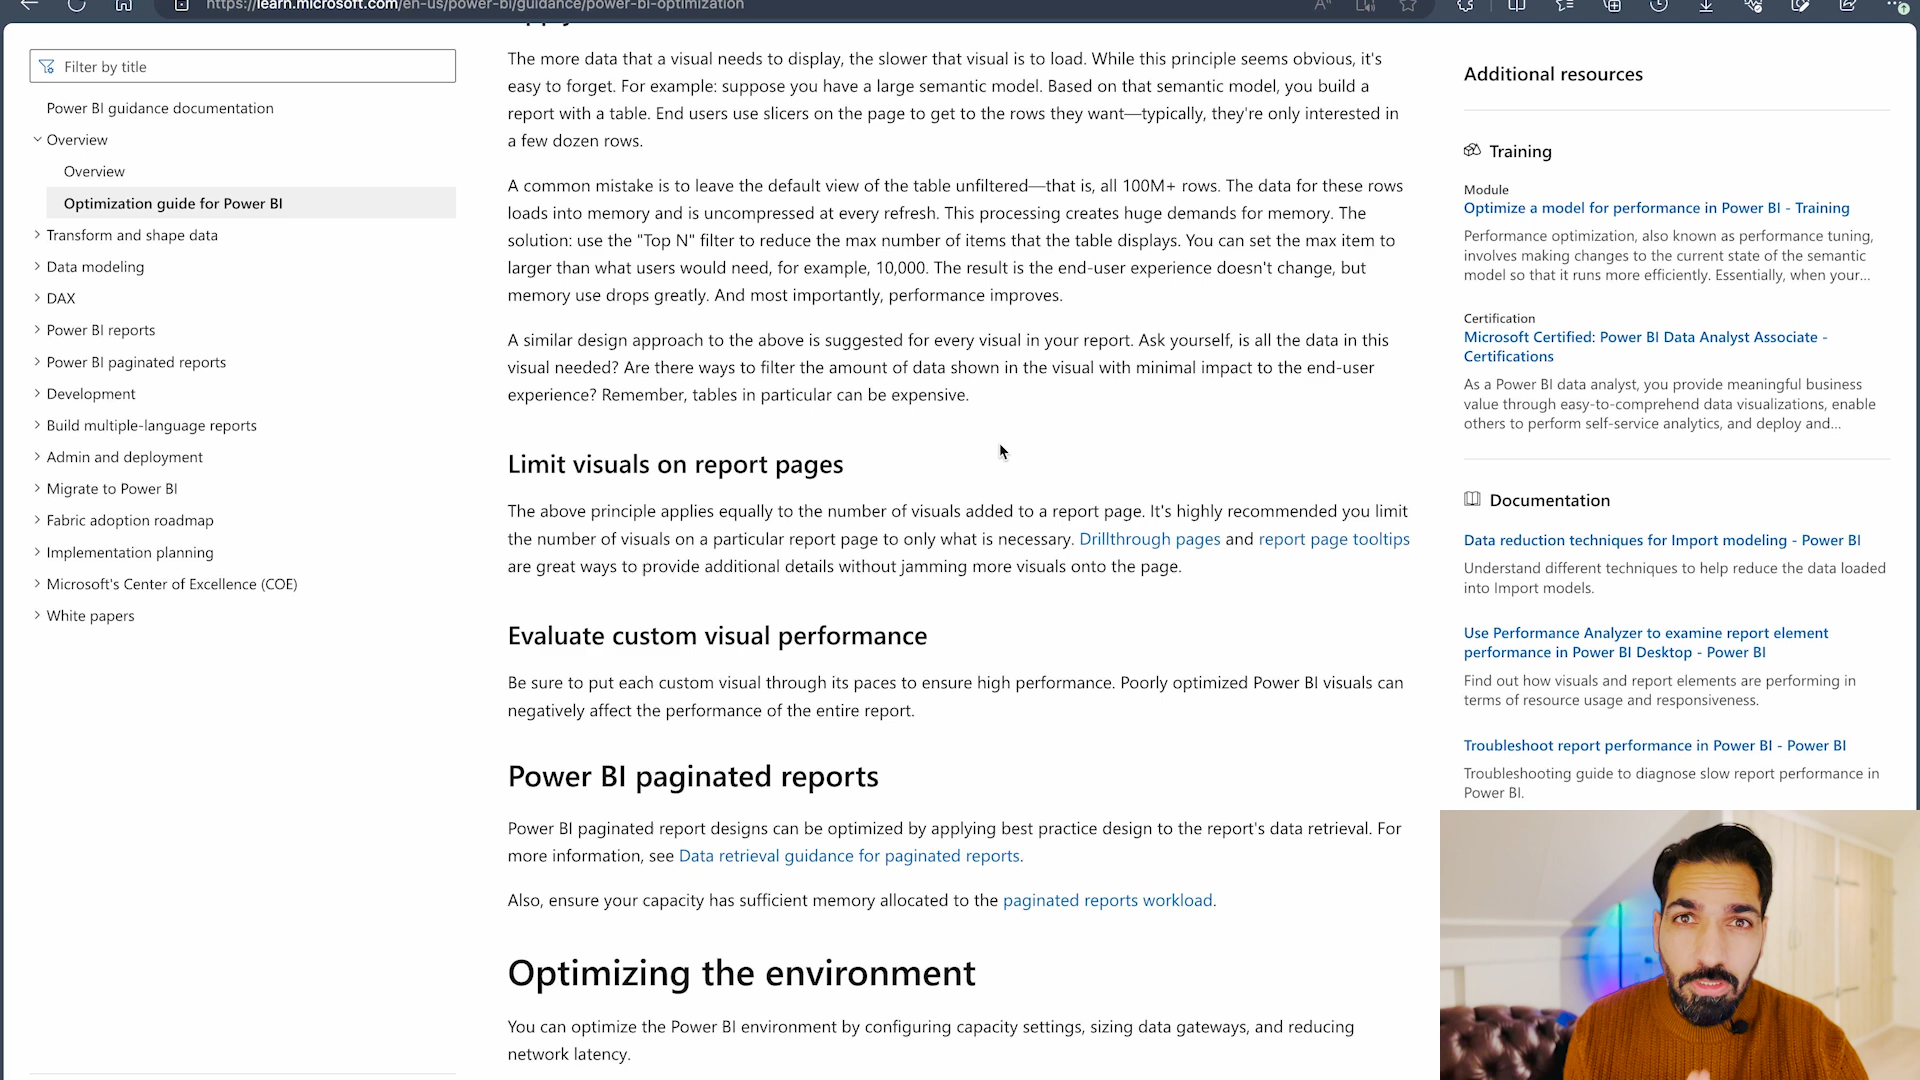 https://learn.microsoft.com/en-us/power-bi/guidance/power-bi-optimization
Filter by title
Power BI guidance documentation
Overview
Overview
Optimization guide for Power BI
Transform and shape data
Data modeling
DAX
Power BI reports
Power BI paginated reports
Development
Build multiple-language reports
Admin and deployment
Migrate to Power BI
Fabric adoption roadmap
Implementation planning
Microsoft's Center of Excellence (COE)
White papers
The more data that a visual needs to display, the slower that visual is to load. While this principle seems obvious, it's
easy to forget. For example: suppose you have a large semantic model. Based on that semantic model, you build a
report with a table. End users use slicers on the page to get to the rows they want—typically, they're only interested in
a few dozen rows.
A common mistake is to leave the default view of the table unfiltered—that is, all 100M+ rows. The data for these rows
loads into memory and is uncompressed at every refresh. This processing creates huge demands for memory. The
solution: use the "Top N" filter to reduce the max number of items that the table displays. You can set the max item to
larger than what users would need, for example, 10,000. The result is the end-user experience doesn't change, but
memory use drops greatly. And most importantly, performance improves.
A similar design approach to the above is suggested for every visual in your report. Ask yourself, is all the data in this
visual needed? Are there ways to filter the amount of data shown in the visual with minimal impact to the end-user
experience? Remember, tables in particular can be expensive.
Limit visuals on report pages
The above principle applies equally to the number of visuals added to a report page. It's highly recommended you limit
the number of visuals on a particular report page to only what is necessary. Drillthrough pages and report page tooltips
are great ways to provide additional details without jamming more visuals onto the page.
Evaluate custom visual performance
Be sure to put each custom visual through its paces to ensure high performance. Poorly optimized Power BI visuals can
negatively affect the performance of the entire report.
Power BI paginated reports
Power BI paginated report designs can be optimized by applying best practice design to the report's data retrieval. For
more information, see Data retrieval guidance for paginated reports.
Also, ensure your capacity has sufficient memory allocated to the paginated reports workload.
Optimizing the environment
You can optimize the Power BI environment by configuring capacity settings, sizing data gateways, and reducing
network latency.
Additional resources
Training
Module
Optimize a model for performance in Power BI - Training
Performance optimization, also known as performance tuning,
involves making changes to the current state of the semantic
model so that it runs more efficiently. Essentially, when your...
Certification
Microsoft Certified: Power BI Data Analyst Associate -
Certifications
As a Power BI data analyst, you provide meaningful business
value through easy-to-comprehend data visualizations, enable
others to perform self-service analytics, and deploy and...
Documentation
Data reduction techniques for Import modeling - Power BI
Understand different techniques to help reduce the data loaded
into Import models.
Use Performance Analyzer to examine report element
performance in Power BI Desktop - Power BI
Find out how visuals and report elements are performing in
terms of resource usage and responsiveness.
Troubleshoot report performance in Power BI - Power BI
Troubleshooting guide to diagnose slow report performance in
Power BI.